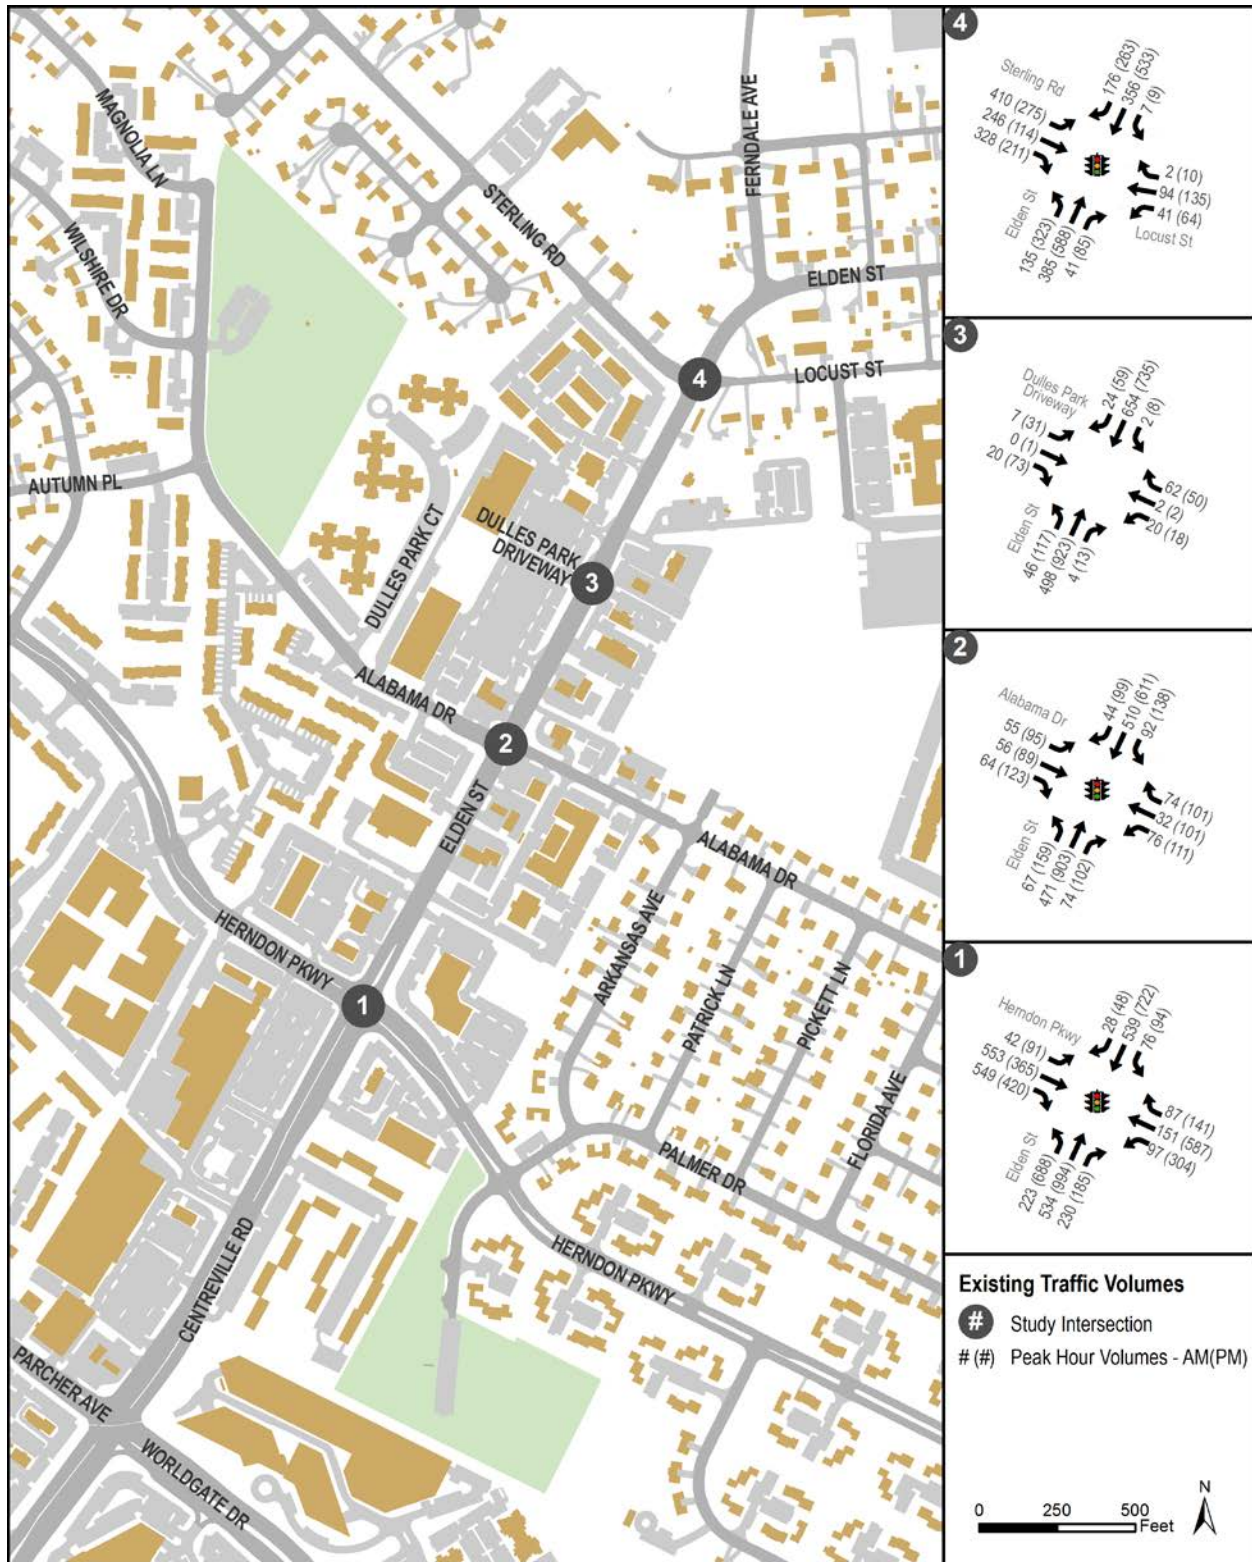 MAGNOLIA LN
WILSHIRE DR
AUTUMN PL
STERLING RD
FERNDALE AVE
ELDEN ST
LOCUST ST
4
DULLES PARK CT
DULLES PARK
DRIVEWAY
3
ALABAMA DR
2
ELDEN ST
ALABAMA DR
HERNDON PKWY
1
ARKANSAS AVE
PATRICK LN
PICKETT LN
FLORIDA AVE
PALMER DR
HERNDON PKWY
CENTREVILLE RD
PARCHER AVE
WORLDGATE DR
4
Sterling Rd
410 (275)
246 (114)
328 (211)
176 (263)
356 (533)
7 (9)
2 (10)
94 (135)
41 (64)
Locust St
Elden St
135 (323)
385 (588)
41 (85)
3
Dulles Park
Driveway
7 (31)
0 (1)
20 (73)
24 (59)
654 (735)
2 (8)
62 (50)
2 (2)
20 (18)
Elden St
46 (117)
498 (923)
4 (13)
2
Alabama Dr
55 (95)
56 (89)
64 (123)
44 (99)
510 (611)
92 (138)
74 (101)
32 (101)
76 (111)
Elden St
67 (159)
471 (903)
74 (102)
1
Herndon Pkwy
42 (91)
553 (365)
549 (420)
28 (48)
539 (722)
76 (94)
87 (141)
151 (587)
97 (304)
Elden St
223 (688)
534 (994)
230 (185)
Existing Traffic Volumes
# Study Intersection
# (#) Peak Hour Volumes - AM(PM)
0 250 500
Feet
N